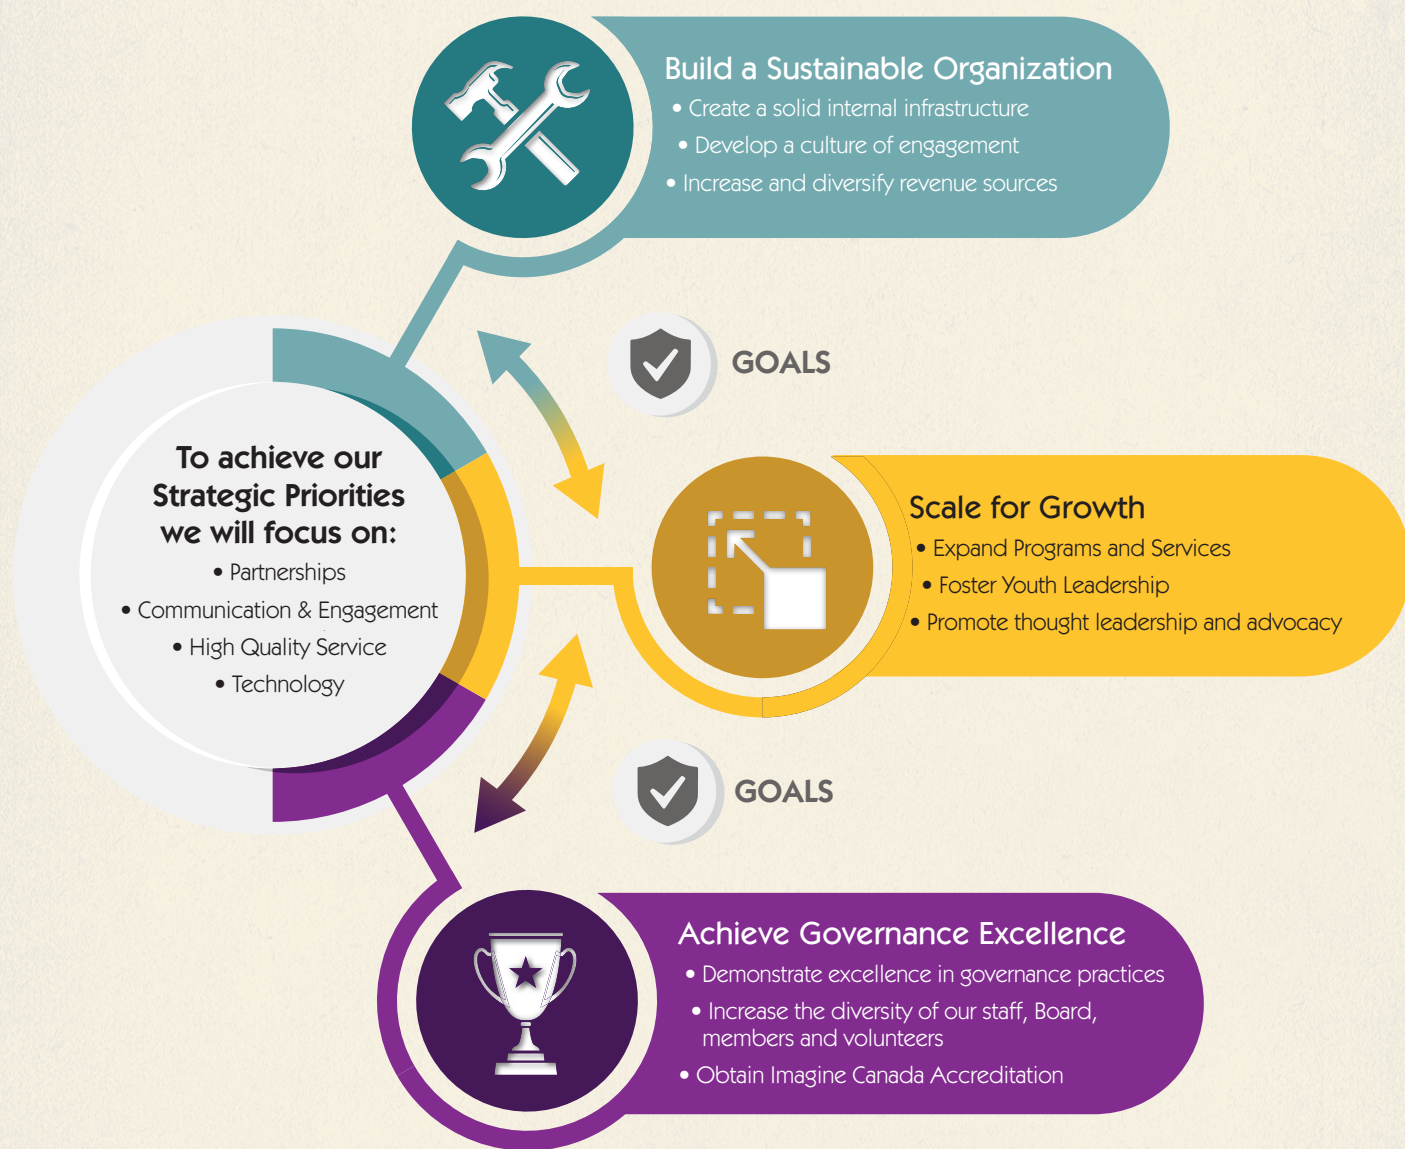 Build a Sustainable Organization
• Create a solid internal infrastructure
• Develop a culture of engagement
• Increase and diversify revenue sources
GOALS
To achieve our
Strategic Priorities
we will focus on:
• Partnerships
• Communication & Engagement
• High Quality Service
• Technology
Scale for Growth
• Expand Programs and Services
• Foster Youth Leadership
• Promote thought leadership and advocacy
GOALS
Achieve Governance Excellence
• Demonstrate excellence in governance practices
• Increase the diversity of our staff, Board,
members and volunteers
• Obtain Imagine Canada Accreditation